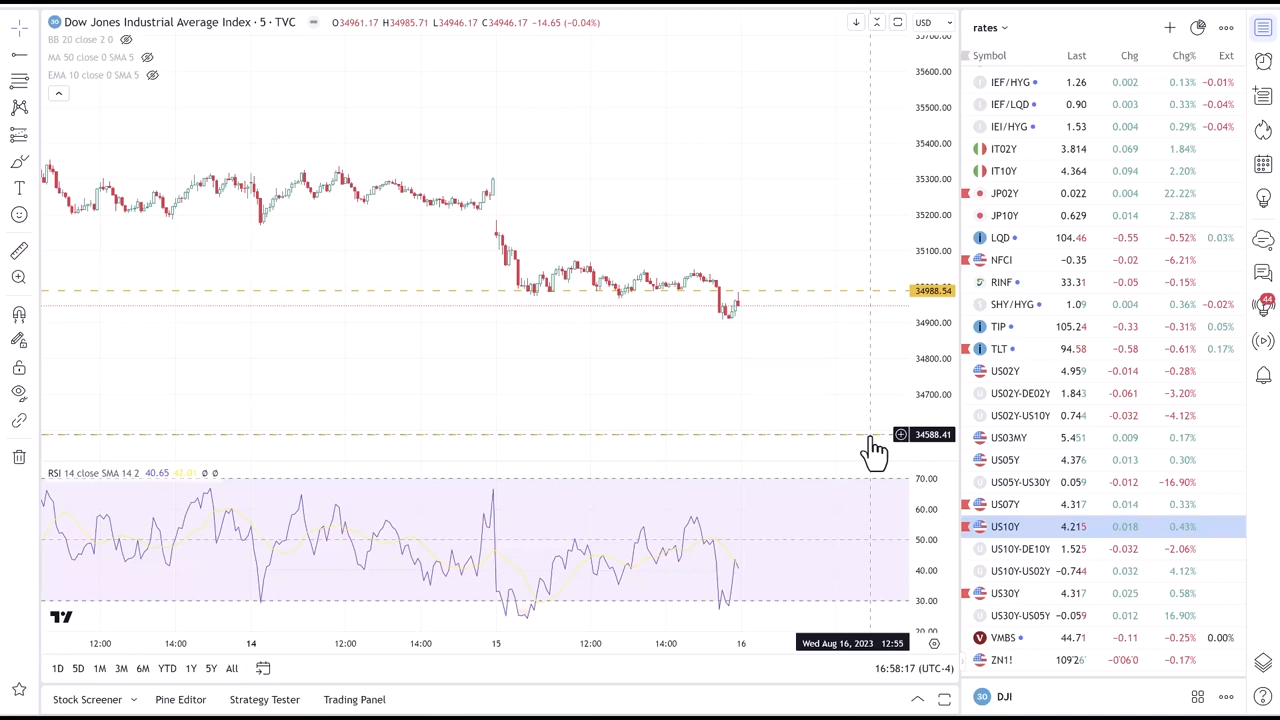 30 Dow Jones Industrial Average Index · 5 · TVC O34961.17 H34985.71 L34946.17 C34946.17 −14.65 (−0.04%)
BB 20 close 2 0
MA 50 close 0 SMA 5
EMA 10 close 0 SMA 5
USD
35700.00
35600.00
35500.00
35400.00
35300.00
35200.00
35100.00
34988.54
34900.00
34800.00
34700.00
34588.41
RSI 14 close SMA 14 2 40.65 42.01 Ø Ø
70.00
60.00
50.00
40.00
30.00
20.00
12:00 14:00 14 12:00 14:00 15 12:00 14:00 16 Wed Aug 16, 2023 12:55
1D 5D 1M 3M 6M YTD 1Y 5Y All 16:58:17 (UTC-4)
Stock Screener Pine Editor Strategy Tester Trading Panel
rates
Symbol Last Chg Chg% Ext
IEF/HYG 1.26 0.002 0.13% −0.01%
IEF/LQD 0.90 0.003 0.33% −0.04%
IEI/HYG 1.53 0.004 0.29% −0.04%
IT02Y 3.814 0.069 1.84%
IT10Y 4.364 0.094 2.20%
JP02Y 0.022 0.004 22.22%
JP10Y 0.629 0.014 2.28%
LQD 104.46 −0.55 −0.52% 0.03%
NFCI −0.35 −0.02 −6.21%
RINF 33.31 −0.05 −0.15%
SHY/HYG 1.09 0.004 0.36% −0.02%
TIP 105.24 −0.33 −0.31% 0.05%
TLT 94.58 −0.58 −0.61% 0.17%
US02Y 4.959 −0.014 −0.28%
US02Y-DE02Y 1.843 −0.061 −3.20%
US02Y-US10Y 0.744 −0.032 −4.12%
US03MY 5.451 0.009 0.17%
US05Y 4.376 0.013 0.30%
US05Y-US30Y 0.059 −0.012 −16.90%
US07Y 4.317 0.014 0.33%
US10Y 4.215 0.018 0.43%
US10Y-DE10Y 1.525 −0.032 −2.06%
US10Y-US02Y −0.744 0.032 4.12%
US30Y 4.317 0.025 0.58%
US30Y-US05Y −0.059 0.012 16.90%
V VMBS 44.71 −0.11 −0.25% 0.00%
ZN1! 109'26' −0'06'0 −0.17%
30 DJI
44